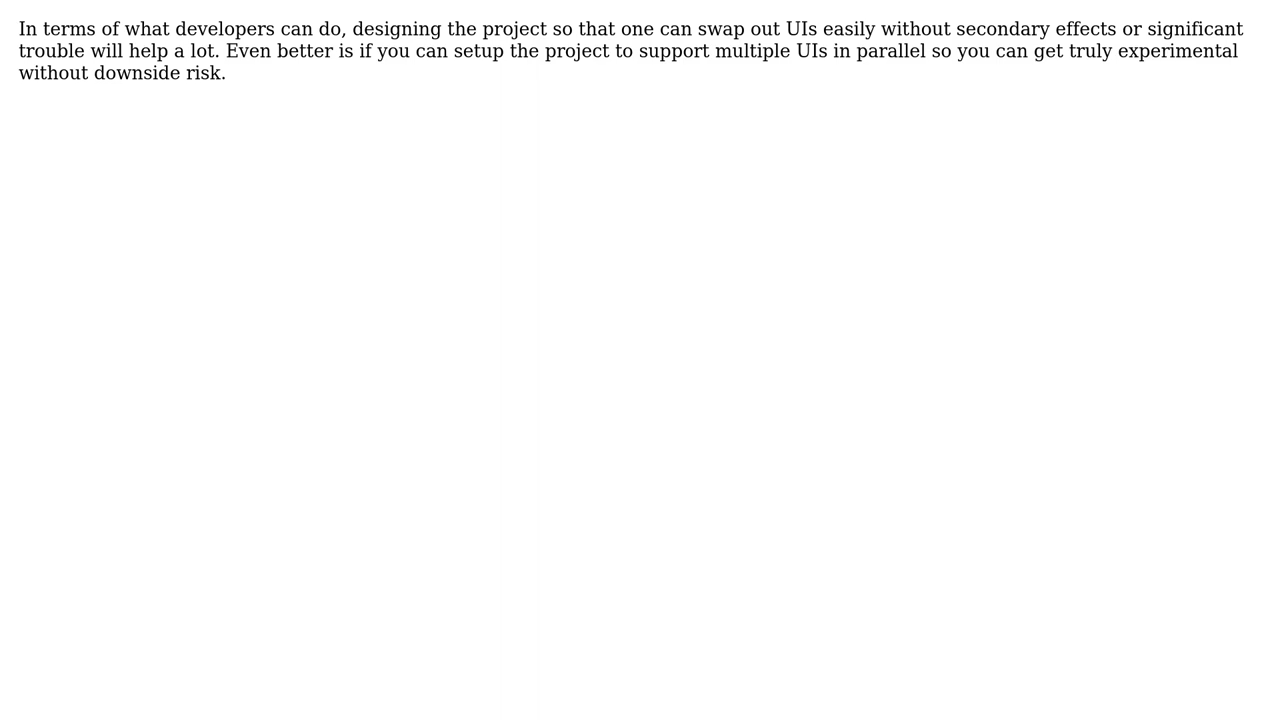 In terms of what developers can do, designing the project so that one can swap out UIs easily without secondary effects or significant
trouble will help a lot. Even better is if you can setup the project to support multiple UIs in parallel so you can get truly experimental
without downside risk.